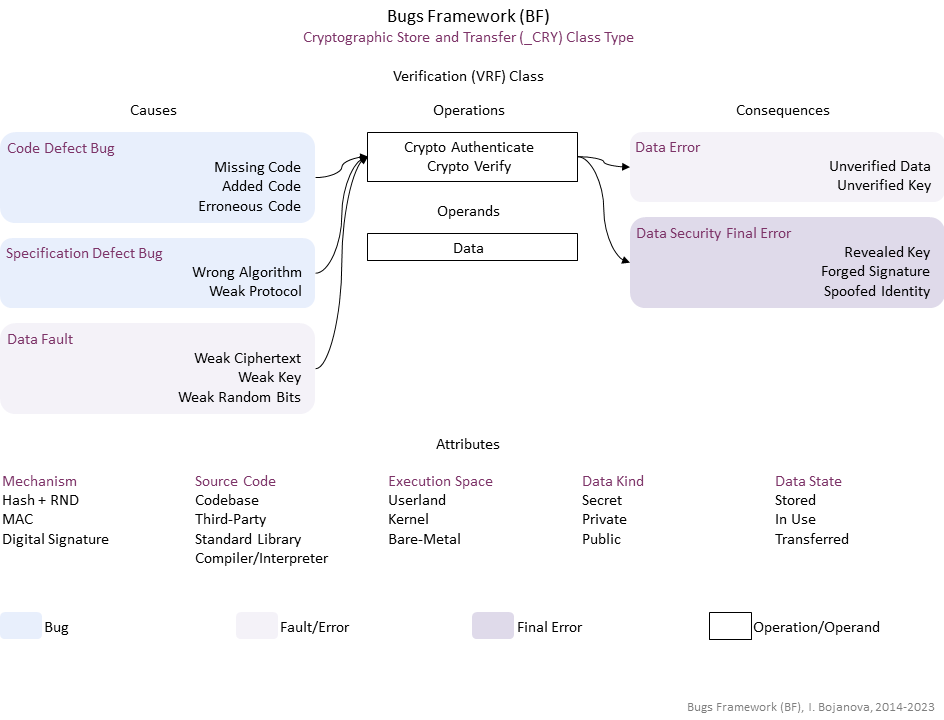 Bugs Framework (BF)
Cryptographic Store and Transfer (_CRY) Class Type
Verification (VRF) Class
Causes
Operations
Consequences
Code Defect Bug
Missing Code
Added Code
Erroneous Code
Specification Defect Bug
Wrong Algorithm
Weak Protocol
Data Fault
Weak Ciphertext
Weak Key
Weak Random Bits
Crypto Authenticate
Crypto Verify
Operands
Data
Data Error
Unverified Data
Unverified Key
Data Security Final Error
Revealed Key
Forged Signature
Spoofed Identity
Attributes
Mechanism
Hash + RND
MAC
Digital Signature
Source Code
Codebase
Third-Party
Standard Library
Compiler/Interpreter
Execution Space
Userland
Kernel
Bare-Metal
Data Kind
Secret
Private
Public
Data State
Stored
In Use
Transferred
Bug
Fault/Error
Final Error
Operation/Operand
Bugs Framework (BF), I. Bojanova, 2014-2023